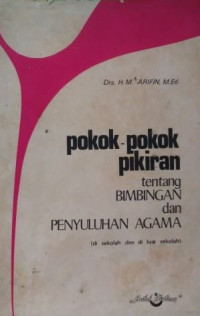 Drs. H. M. ARIFIN, M.Ed.
pokok-pokok
pikiran
tentang
BIMBINGAN
dan
PENYULUHAN AGAMA
(di sekolah dan di luar sekolah)